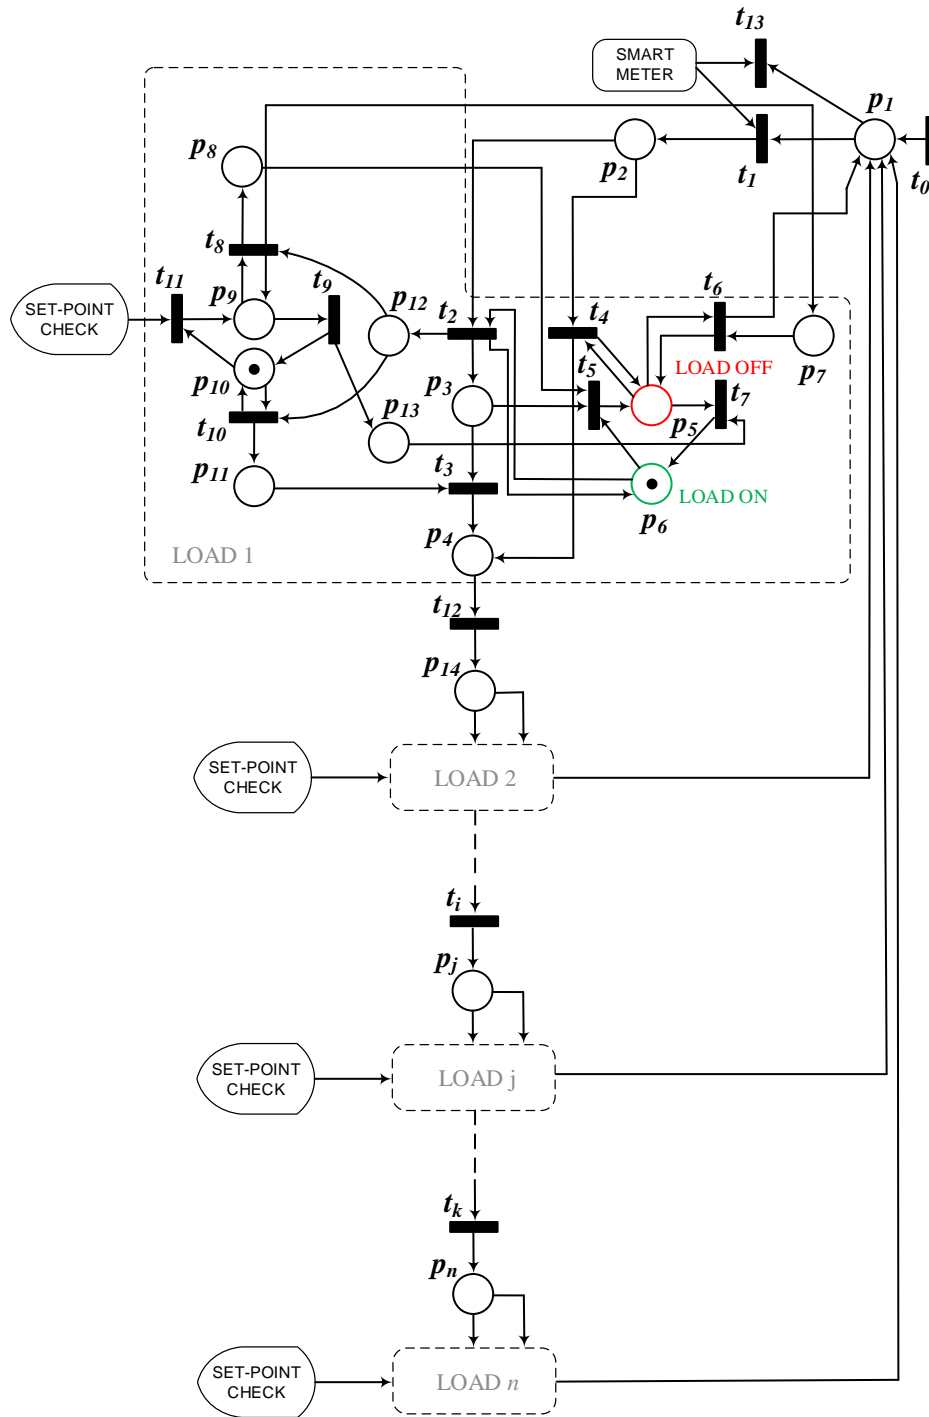 t13
SMART
METER
p1
p8
p2
t1
t0
t8
t11
p9
t9
p12
t2
t4
t6
SET-POINT
CHECK
p10
p3
t5
LOAD OFF
p7
t7
p13
p5
t10
p11
t3
LOAD ON
p6
p4
LOAD 1
t12
p14
SET-POINT
CHECK
LOAD 2
ti
pj
SET-POINT
CHECK
LOAD j
tk
pn
SET-POINT
CHECK
LOAD n